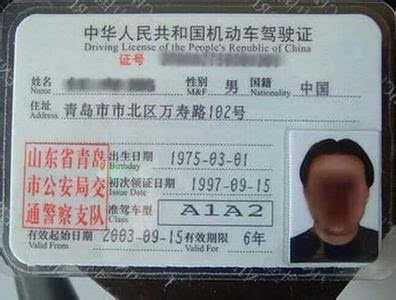 中华人民共和国机动车驾驶证
Driving License of the People's Republic of China
证号
姓名
Name
性别 男
M&F
国籍 中国
Nationality
住址 青岛市市北区万寿路102号
Address
山东省青岛
市公安局交
通警察支队
出生日期 1975-03-01
Birthday
初次领证日期 1997-09-15
Issue Date
准驾车型 A1A2
Class
有效起始日期 2003-09-15
Valid From
有效期限 6年
Valid For